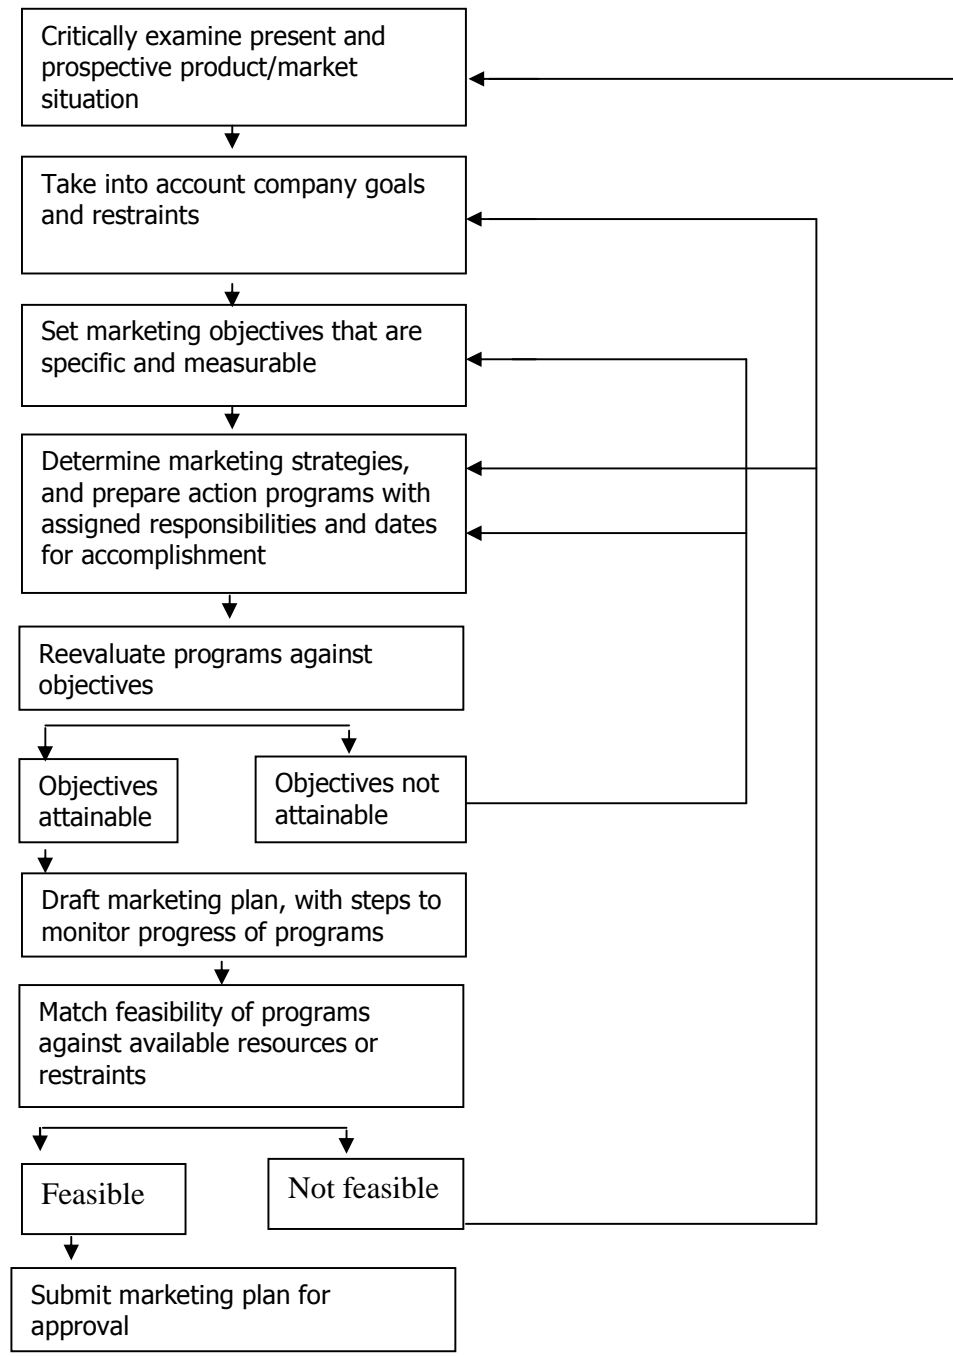 Critically examine present and
prospective product/market
situation
Take into account company goals
and restraints
Set marketing objectives that are
specific and measurable
Determine marketing strategies,
and prepare action programs with
assigned responsibilities and dates
for accomplishment
Reevaluate programs against
objectives
Objectives
attainable
Objectives not
attainable
Draft marketing plan, with steps to
monitor progress of programs
Match feasibility of programs
against available resources or
restraints
Feasible
Not feasible
Submit marketing plan for
approval